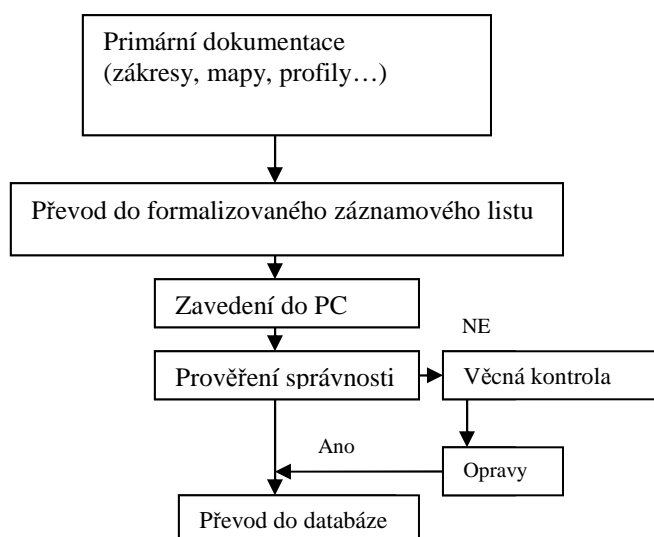 Primární dokumentace
(zákresy, mapy, profily…)
Převod do formalizovaného záznamového listu
Zavedení do PC
NE
Prověření správnosti
Věcná kontrola
Ano
Opravy
Převod do databáze